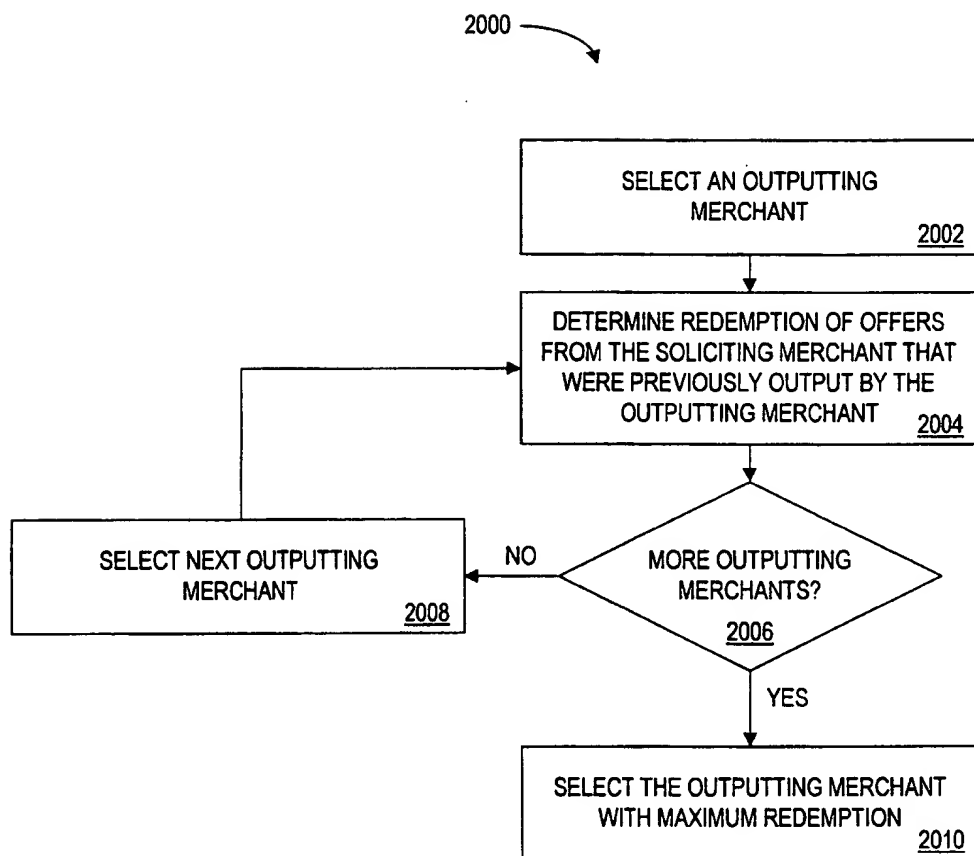 2000
SELECT AN OUTPUTTING
MERCHANT
2002
DETERMINE REDEMPTION OF OFFERS
FROM THE SOLICITING MERCHANT THAT
WERE PREVIOUSLY OUTPUT BY THE
OUTPUTTING MERCHANT
2004
MORE OUTPUTTING
MERCHANTS?
2006
NO
SELECT NEXT OUTPUTTING
MERCHANT
2008
YES
SELECT THE OUTPUTTING MERCHANT
WITH MAXIMUM REDEMPTION
2010